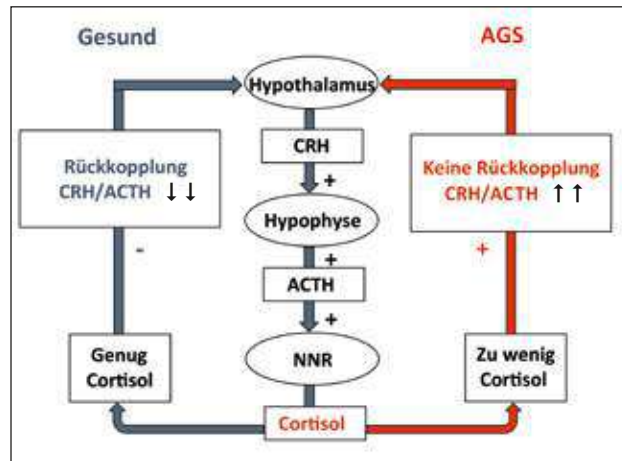 Gesund
AGS
Hypothalamus
CRH
Rückkopplung
CRH/ACTH ↓ ↓
Keine Rückkopplung
CRH/ACTH ↑ ↑
+
Hypophyse
-
+
+
ACTH
+
Genug
Cortisol
NNR
Zu wenig
Cortisol
Cortisol